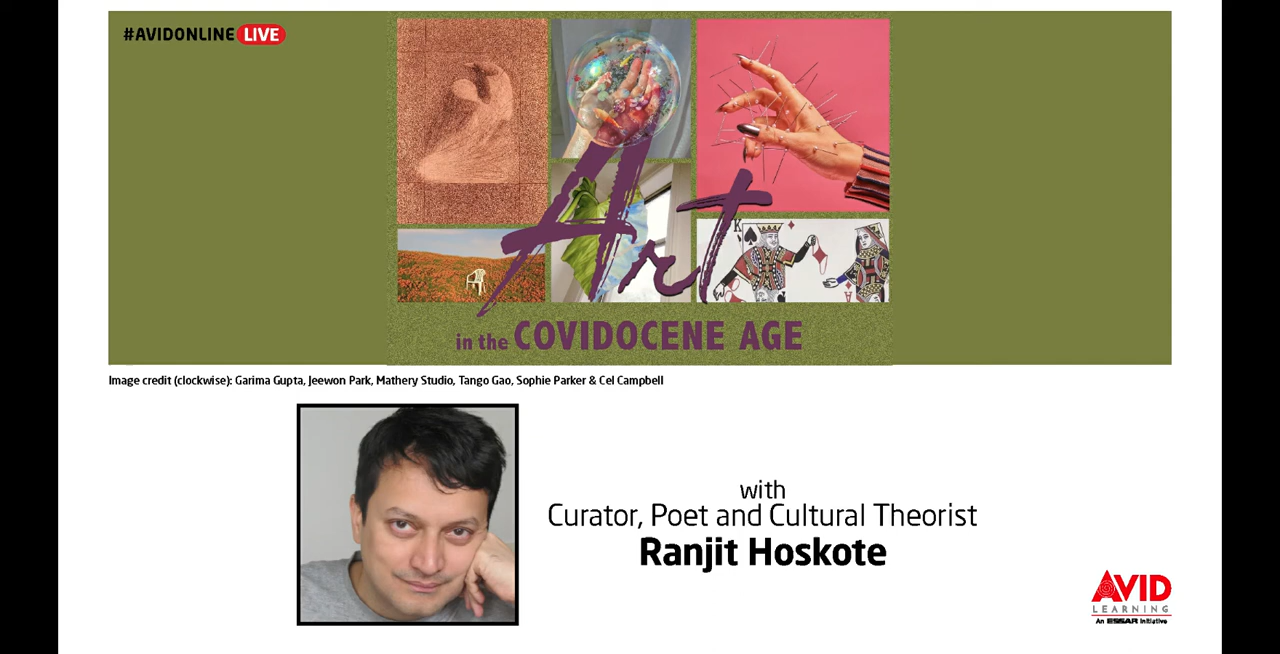 #AVIDONLINE LIVE
K
Art
in the COVIDOCENE AGE
A
Image credit (clockwise): Garima Gupta, Jeewon Park, Mathery Studio, Tango Gao, Sophie Parker & Cel Campbell
with
Curator, Poet and Cultural Theorist
Ranjit Hoskote
AVID
LEARNING
An ESSAR Initiative